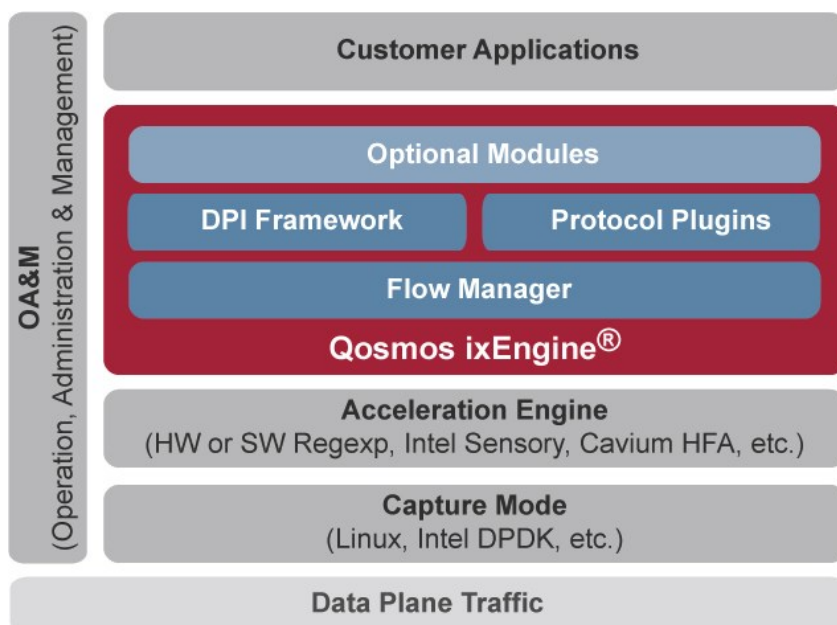 OA&M
(Operation, Administration & Management)
Customer Applications
Optional Modules
DPI Framework
Protocol Plugins
Flow Manager
Qosmos ixEngine®
Acceleration Engine
(HW or SW Regexp, Intel Sensory, Cavium HFA, etc.)
Capture Mode
(Linux, Intel DPDK, etc.)
Data Plane Traffic